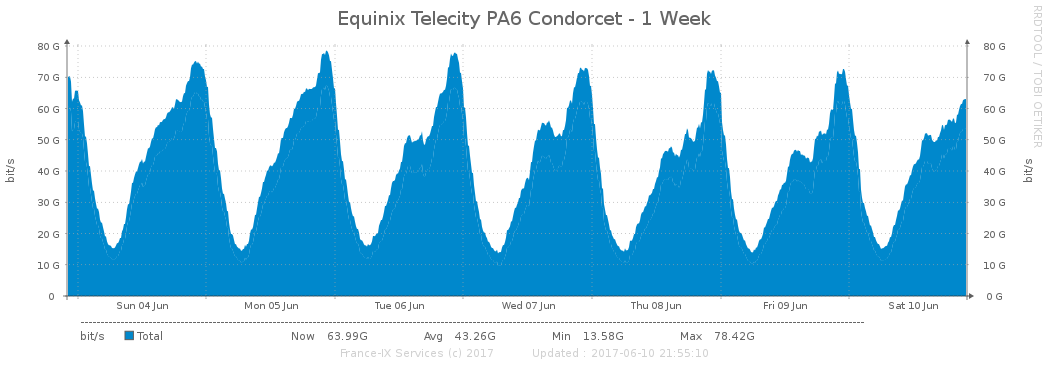 Equinix Telecity PA6 Condorcet - 1 Week
RRDTOOL / TOBI OETIKER
bit/s
80 G
70 G
60 G
50 G
40 G
30 G
20 G
10 G
0
80 G
70 G
60 G
50 G
40 G
30 G
20 G
10 G
0 G
bit/s
Sun 04 Jun Mon 05 Jun Tue 06 Jun Wed 07 Jun Thu 08 Jun Fri 09 Jun Sat 10 Jun
bit/s Total Now 63.99G Avg 43.26G Min 13.58G Max 78.42G
France-IX Services (c) 2017 Updated : 2017-06-10 21:55:10